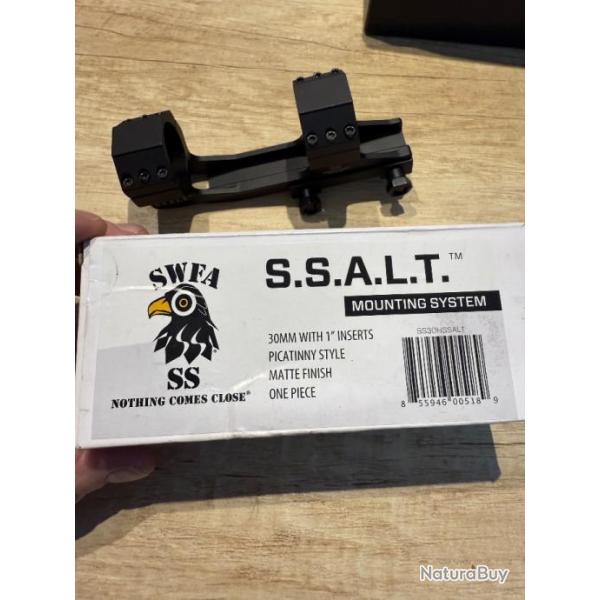 SWFA
SS
NOTHING COMES CLOSE®
S.S.A.L.T.™
MOUNTING SYSTEM
30MM WITH 1" INSERTS
PICATINNY STYLE
MATTE FINISH
ONE PIECE
SS30HSSALT
8 55946 00518 9
NaturaBuy